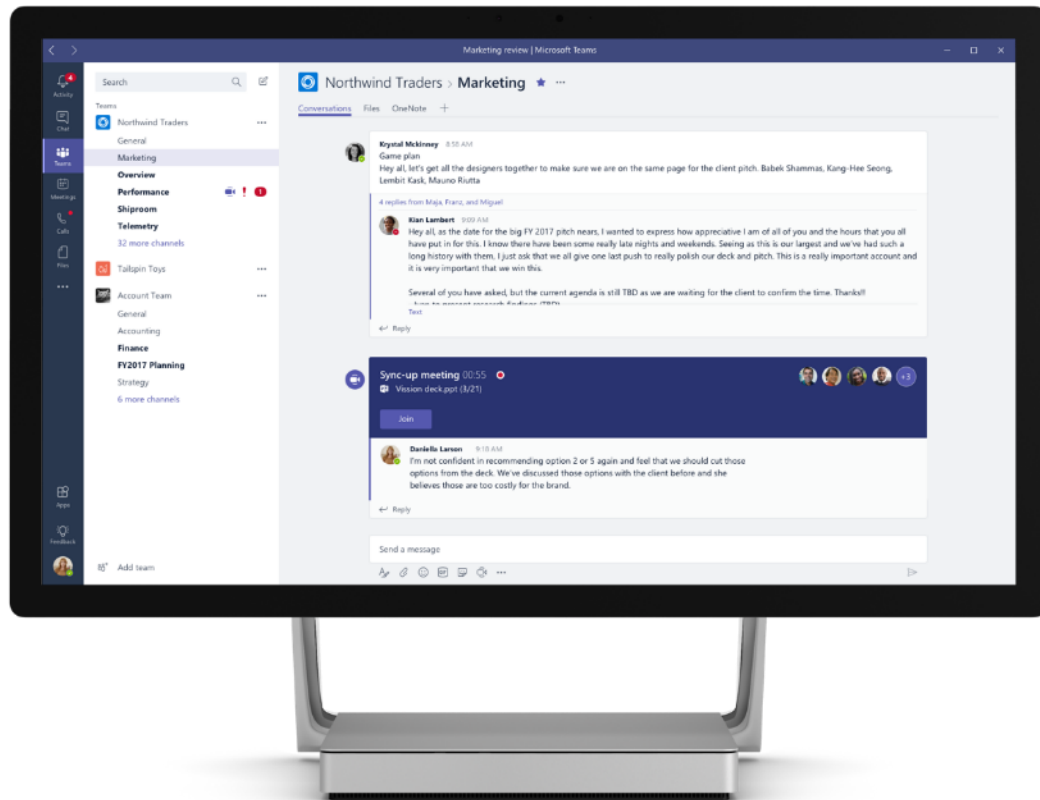 Marketing review | Microsoft Teams
4
Activity
Chat
Teams
Meetings
Calls
Files
Apps
Feedback
Search
Teams
Northwind Traders
General
Marketing
Overview
Performance ! 1
Shiproom
Telemetry
32 more channels
Tailspin Toys
Account Team
General
Accounting
Finance
FY2017 Planning
Strategy
6 more channels
Add team
Northwind Traders > Marketing
Conversations Files OneNote +
Krystal Mckinney 8:58 AM
Game plan
Hey all, let's get all the designers together to make sure we are on the same page for the client pitch. Babek Shammas, Kang-Hee Seong,
Lembit Kask, Mauno Riutta
4 replies from Maja, Franz, and Miguel
Kian Lambert 9:09 AM
Hey all, as the date for the big FY 2017 pitch nears, I wanted to express how appreciative I am of all of you and the hours that you all
have put in for this. I know there have been some really late nights and weekends. Seeing as this is our largest and we've had such a
long history with them, I just ask that we all give one last push to really polish our deck and pitch. This is a really important account and
it is very important that we win this.
Several of you have asked, but the current agenda is still TBD as we are waiting for the client to confirm the time. Thanks!!
to present research findings (TBD)
Text
Reply
Sync-up meeting 00:55
Vission deck.ppt (3/21)
+3
Join
Daniella Larson 9:18 AM
I'm not confident in recommending option 2 or 5 again and feel that we should cut those
options from the deck. We've discussed those options with the client before and she
believes those are too costly for the brand.
Reply
Send a message